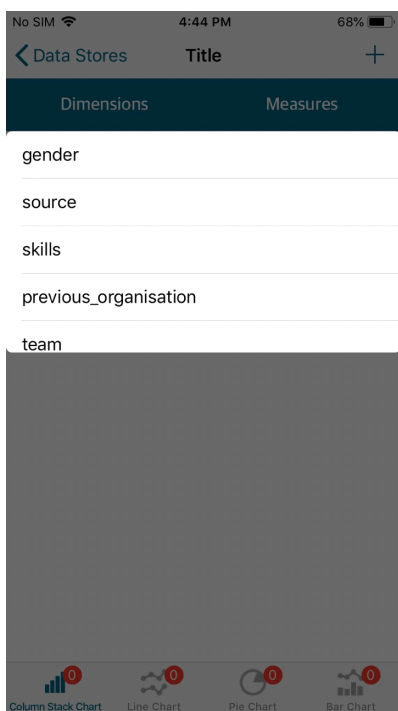 No SIM 4:44 PM 68%
Data Stores Title +
Dimensions Measures
gender
source
skills
previous_organisation
team
0 0 0 0
Column Stack Chart Line Chart Pie Chart Bar Chart